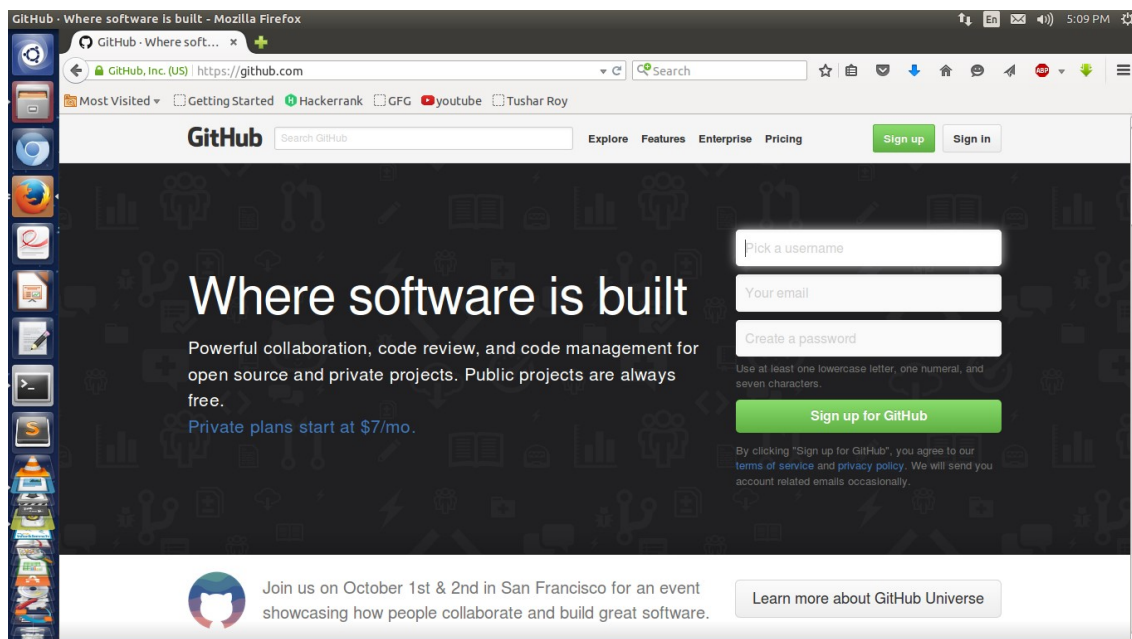 GitHub · Where software is built - Mozilla Firefox
En
5:09 PM
GitHub - Where soft... ×
GitHub, Inc. (US) https://github.com
Search
ABP
Most Visited
Getting Started
Hackerrank
GFG
youtube
Tushar Roy
GitHub
Search GitHub
Explore Features Enterprise Pricing
Sign up
Sign in
Where software is built
Powerful collaboration, code review, and code management for
open source and private projects. Public projects are always
free.
Private plans start at $7/mo.
Pick a username
Your email
Create a password
Use at least one lowercase letter, one numeral, and
seven characters.
Sign up for GitHub
By clicking "Sign up for GitHub", you agree to our
terms of service and privacy policy. We will send you
account related emails occasionally.
Join us on October 1st & 2nd in San Francisco for an event
showcasing how people collaborate and build great software.
Learn more about GitHub Universe